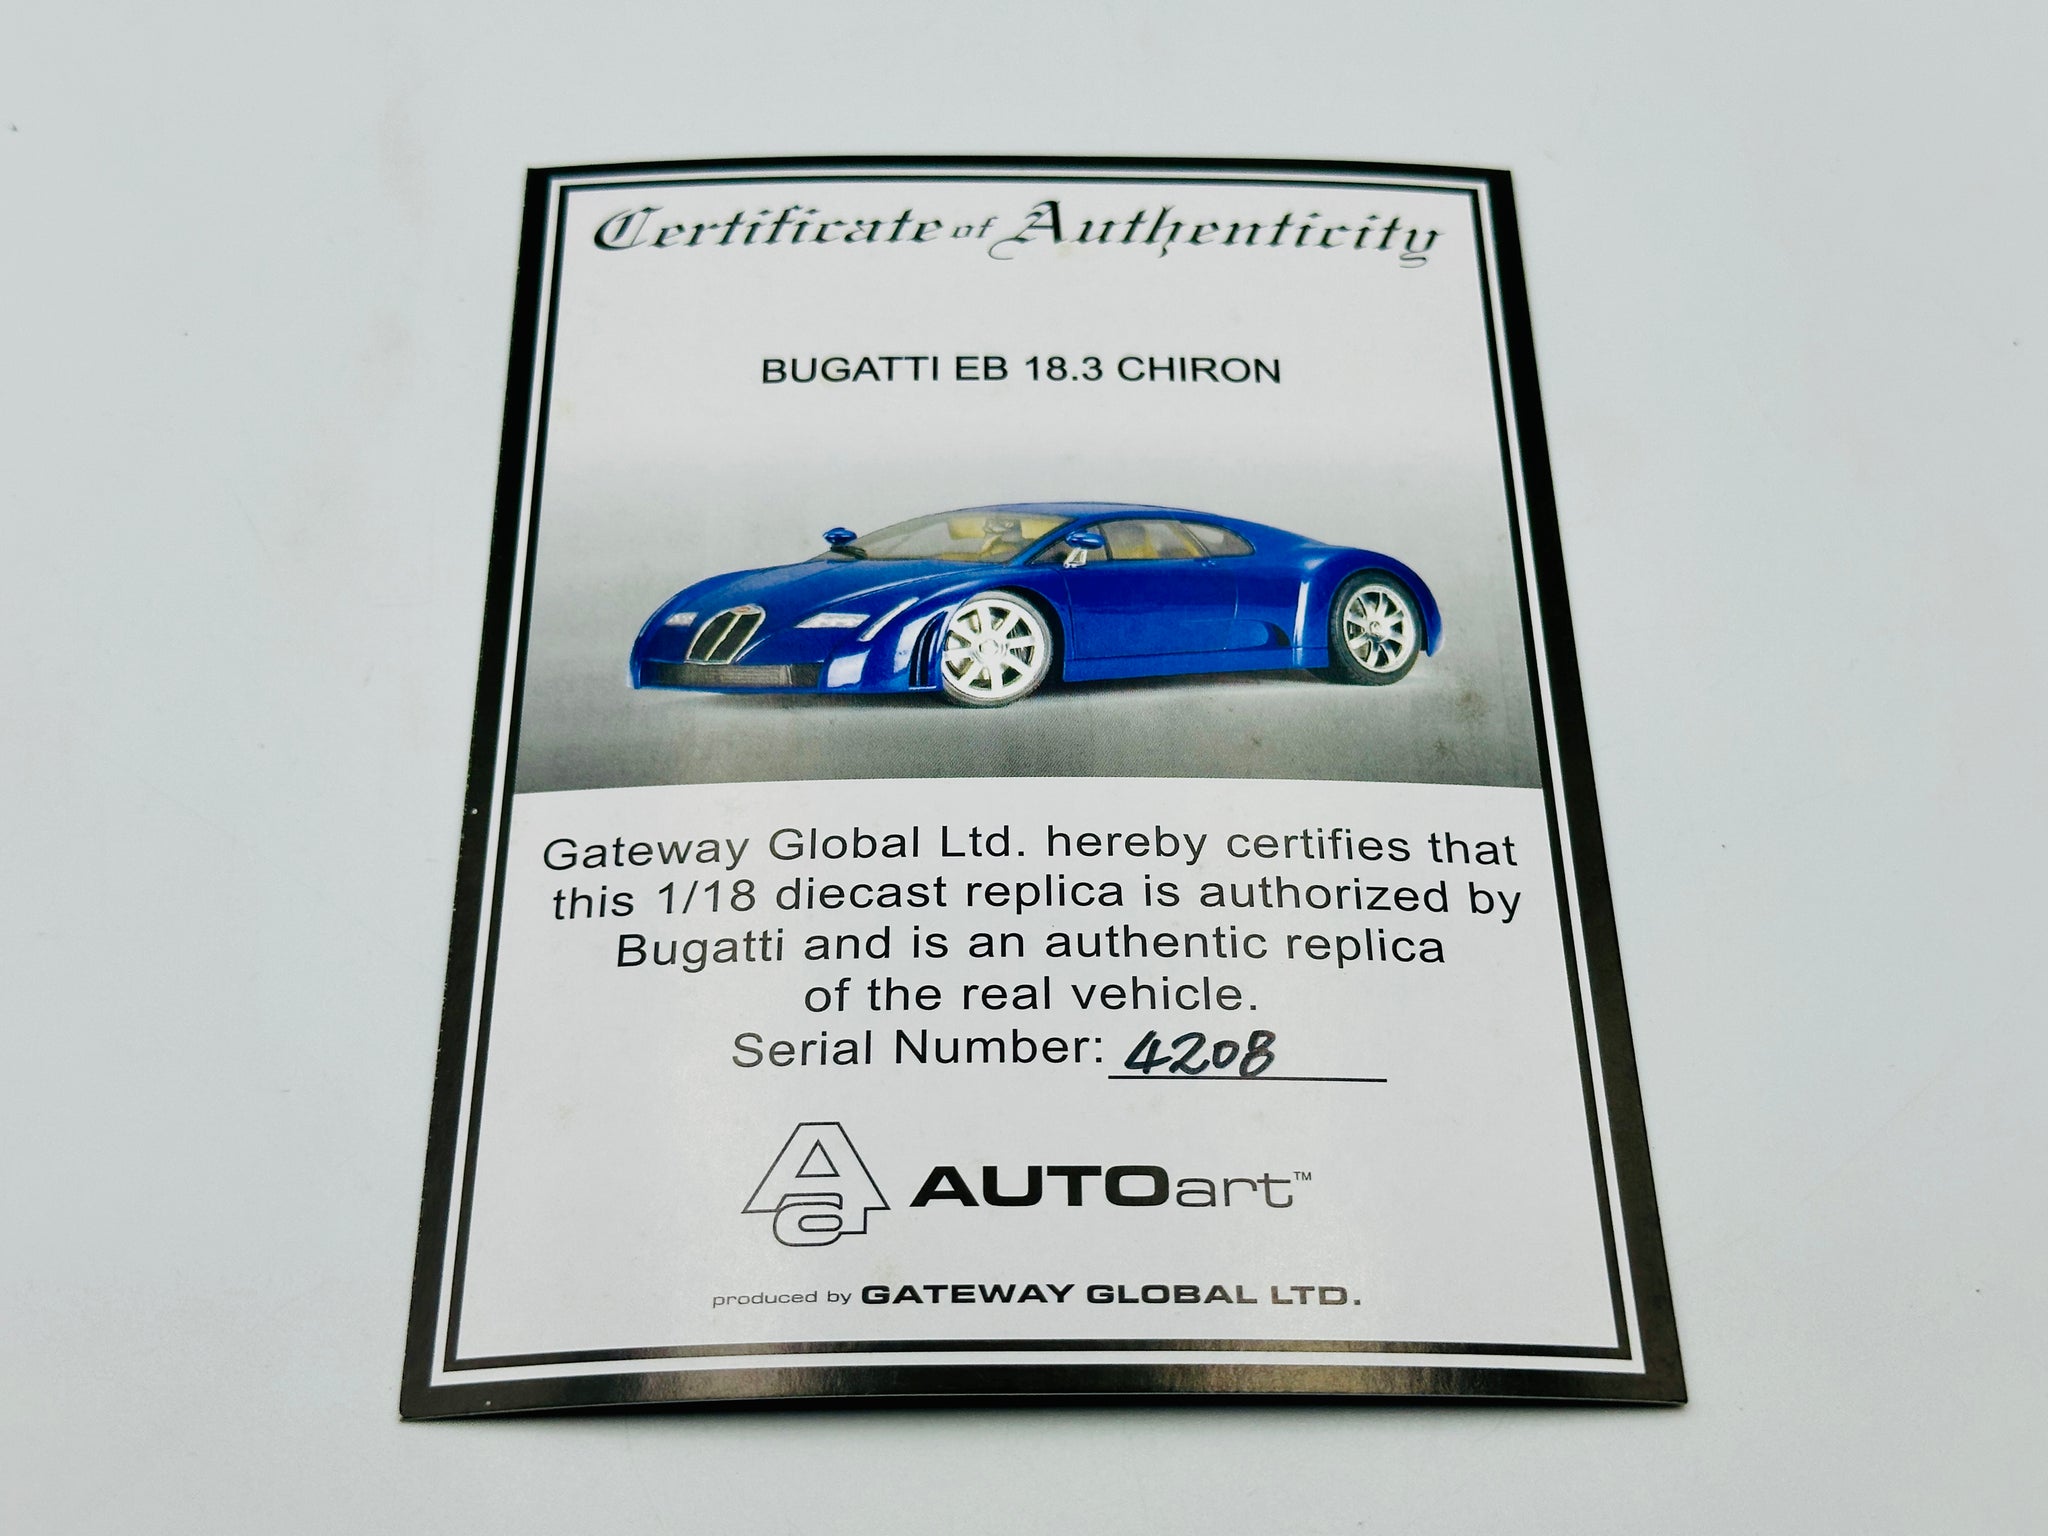 Certificate of Authenticity
BUGATTI EB 18.3 CHIRON
Gateway Global Ltd. hereby certifies that
this 1/18 diecast replica is authorized by
Bugatti and is an authentic replica
of the real vehicle.
Serial Number: 4208
AUTOart™
produced by GATEWAY GLOBAL LTD.